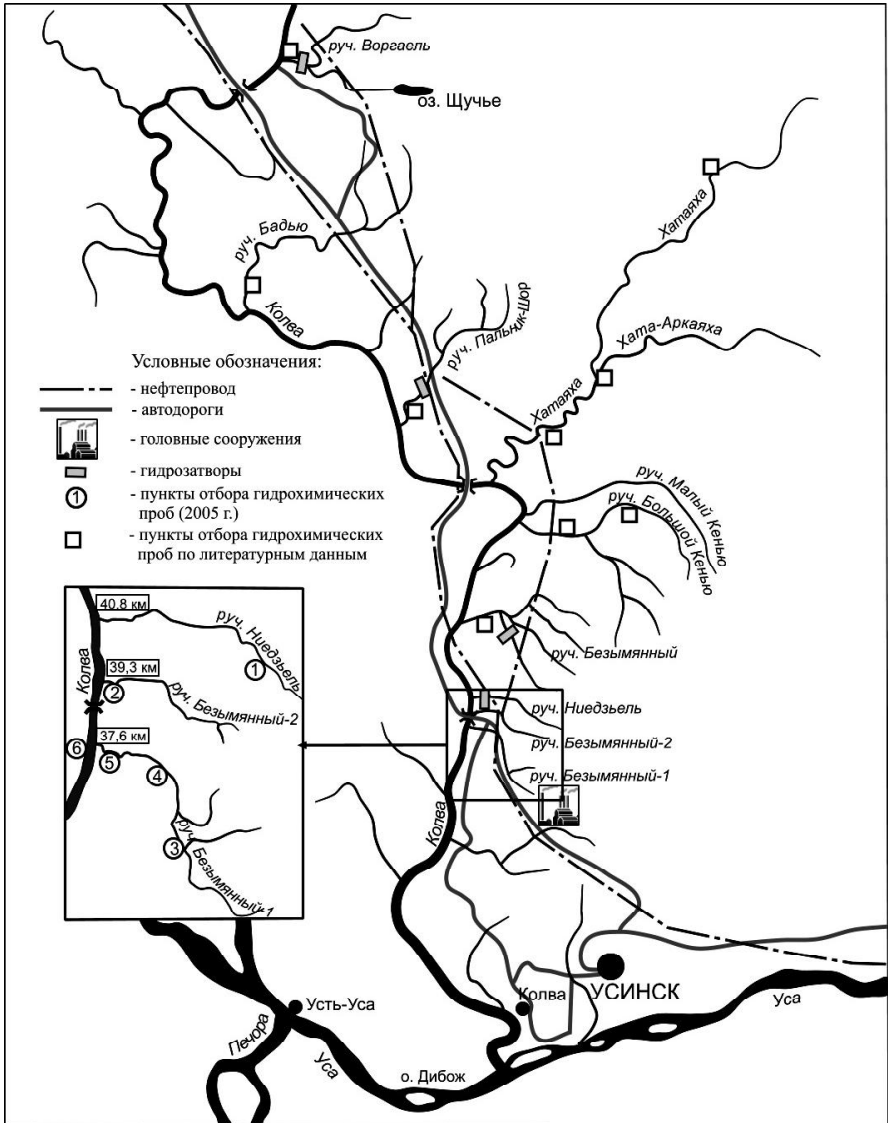 руч. Воргаель
оз. Щучье
Хатаяха
руч. Бадью
Колва
руч. Пальник-Шор
Хата-Аркаяха
Хатаяха
Условные обозначения:
- нефтепровод
- автодороги
- головные сооружения
- гидрозатворы
1
- пункты отбора гидрохимических
проб (2005 г.)
- пункты отбора гидрохимических
проб по литературным данным
руч. Малый Кенью
руч. Большой Кенью
руч. Безымянный
руч. Ниедзьель
руч. Безымянный-2
руч. Безымянный-1
Колва
40,8 км
руч. Ниедзьель
1
Колва
39,3 км
2
руч. Безымянный-2
37,6 км
6
5
4
3
руч. Безымянный-1
УСИНСК
Колва
Уса
Усть-Уса
Печора
Уса
о. Дибож